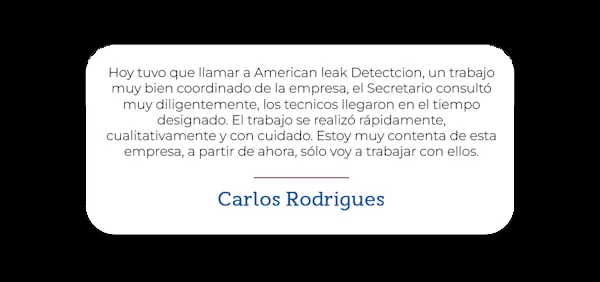 Hoy tuvo que llamar a American leak Detectcion, un trabajo
muy bien coordinado de la empresa, el Secretario consultó
muy diligentemente, los tecnicos llegaron en el tiempo
designado. El trabajo se realizó rápidamente,
cualitativamente y con cuidado. Estoy muy contenta de esta
empresa, a partir de ahora, sólo voy a trabajar con ellos.
Carlos Rodrigues